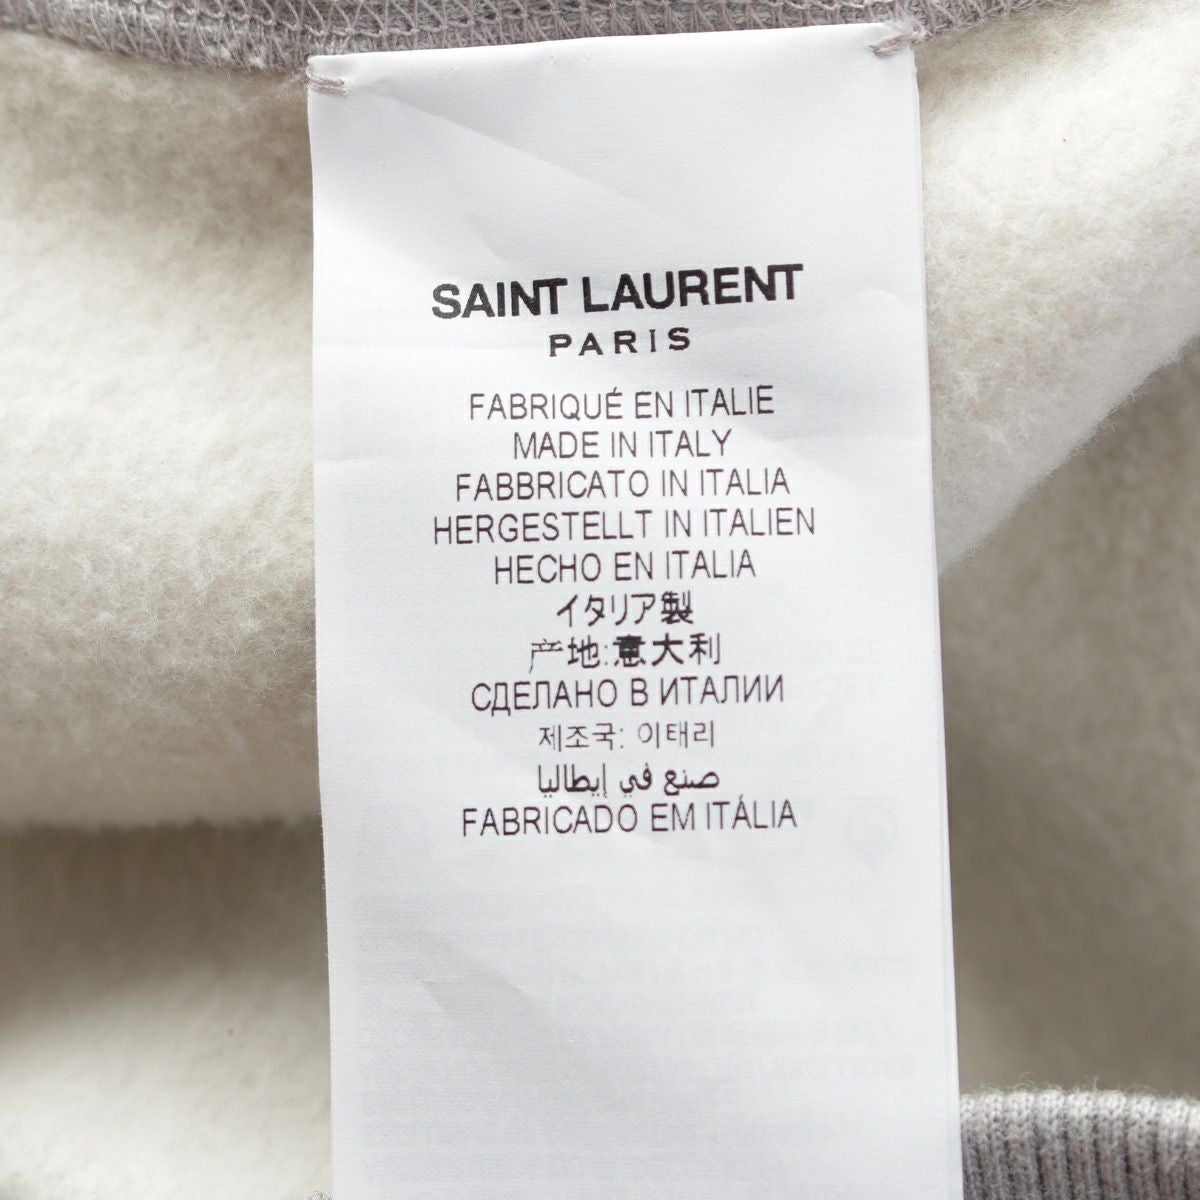 SAINT LAURENT
PARIS
FABRIQUÉ EN ITALIE
MADE IN ITALY
FABBRICATO IN ITALIA
HERGESTELLT IN ITALIEN
HECHO EN ITALIA
イタリア製
产地:意大利
СДЕЛАНО В ИТАЛИИ
제조국: 이태리
صنع في إيطاليا
FABRICADO EM ITÁLIA